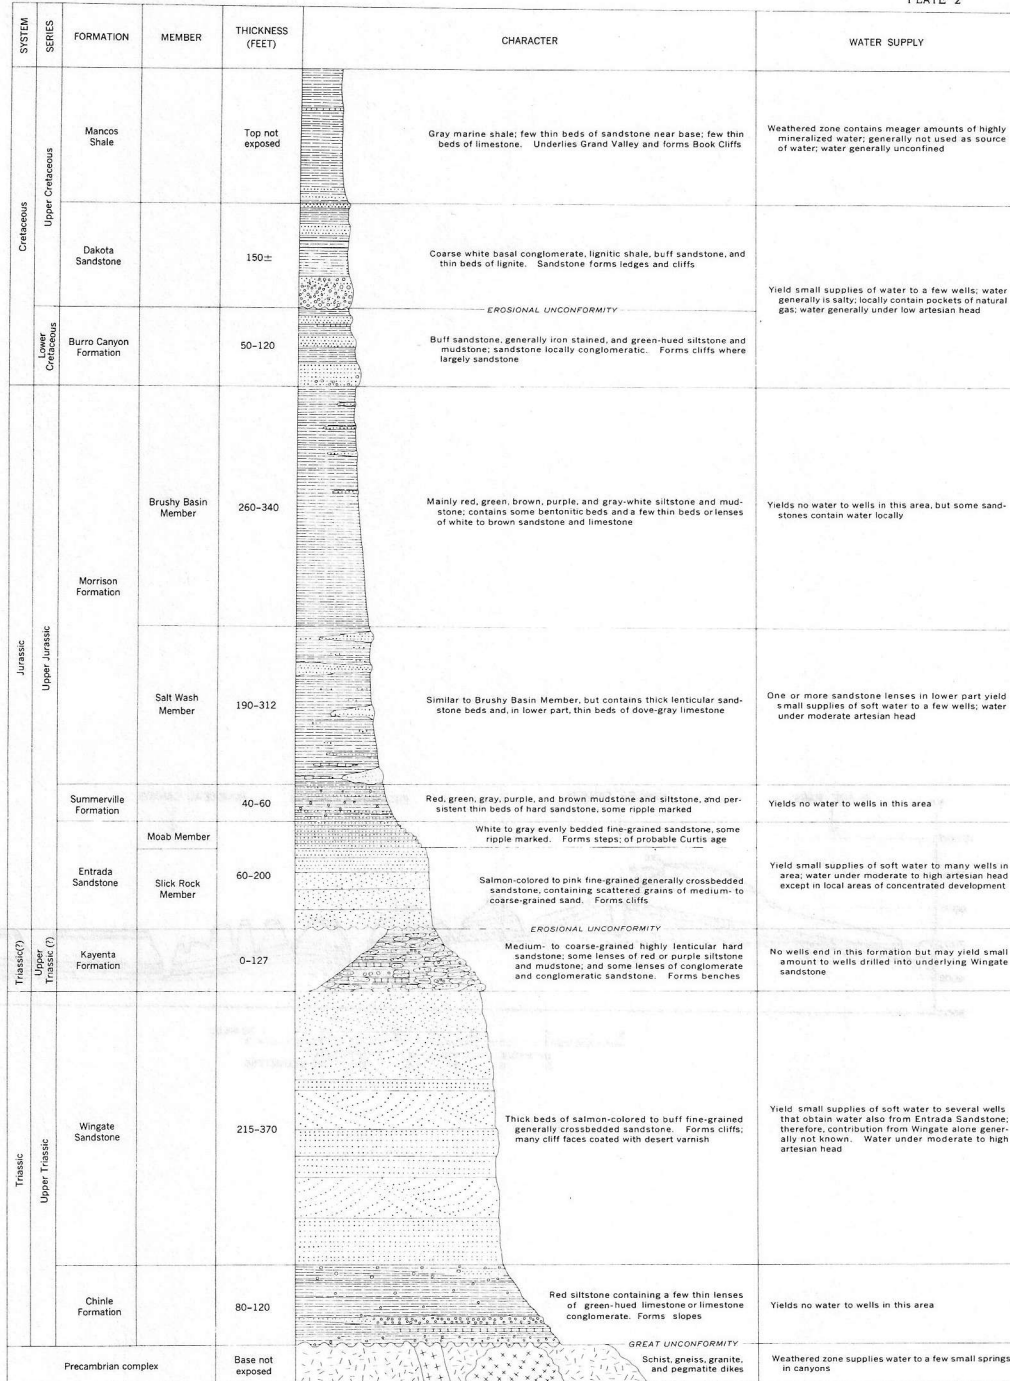 PLATE 2
SYSTEM
SERIES
FORMATION
MEMBER
THICKNESS
(FEET)
CHARACTER
WATER SUPPLY
Cretaceous
Upper Cretaceous
Mancos
Shale
Top not
exposed
Gray marine shale; few thin beds of sandstone near base; few thin
beds of limestone. Underlies Grand Valley and forms Book Cliffs
Weathered zone contains meager amounts of highly
mineralized water; generally not used as source
of water; water generally unconfined
Dakota
Sandstone
150±
Coarse white basal conglomerate, lignitic shale, buff sandstone, and
thin beds of lignite. Sandstone forms ledges and cliffs
Yield small supplies of water to a few wells; water
generally is salty; locally contain pockets of natural
gas; water generally under low artesian head
EROSIONAL UNCONFORMITY
Lower
Cretaceous
Burro Canyon
Formation
50-120
Buff sandstone, generally iron stained, and green-hued siltstone and
mudstone; sandstone locally conglomeratic. Forms cliffs where
largely sandstone
Jurassic
Upper Jurassic
Morrison
Formation
Brushy Basin
Member
260-340
Mainly red, green, brown, purple, and gray-white siltstone and mud-
stone; contains some bentonitic beds and a few thin beds or lenses
of white to brown sandstone and limestone
Yields no water to wells in this area, but some sand-
stones contain water locally
Salt Wash
Member
190-312
Similar to Brushy Basin Member, but contains thick lenticular sand-
stone beds and, in lower part, thin beds of dove-gray limestone
One or more sandstone lenses in lower part yield
small supplies of soft water to a few wells; water
under moderate artesian head
Summerville
Formation
40-60
Red, green, gray, purple, and brown mudstone and siltstone, and per-
sistent thin beds of hard sandstone, some ripple marked
Yields no water to wells in this area
Entrada
Sandstone
Moab Member
60-200
White to gray evenly bedded fine-grained sandstone, some
ripple marked. Forms steps; of probable Curtis age
Slick Rock
Member
Salmon-colored to pink fine-grained generally crossbedded
sandstone, containing scattered grains of medium- to
coarse-grained sand. Forms cliffs
Yield small supplies of soft water to many wells in
area; water under moderate to high artesian head
except in local areas of concentrated development
EROSIONAL UNCONFORMITY
Triassic(?)
Upper
Triassic (?)
Kayenta
Formation
0-127
Medium- to coarse-grained highly lenticular hard
sandstone; some lenses of red or purple siltstone
and mudstone; and some lenses of conglomerate
and conglomeratic sandstone. Forms benches
No wells end in this formation but may yield small
amount to wells drilled into underlying Wingate
sandstone
Triassic
Upper Triassic
Wingate
Sandstone
215-370
Thick beds of salmon-colored to buff fine-grained
generally crossbedded sandstone. Forms cliffs;
many cliff faces coated with desert varnish
Yield small supplies of soft water to several wells
that obtain water also from Entrada Sandstone;
therefore, contribution from Wingate alone gener-
ally not known. Water under moderate to high
artesian head
Chinle
Formation
80-120
Red siltstone containing a few thin lenses
of green-hued limestone or limestone
conglomerate. Forms slopes
Yields no water to wells in this area
GREAT UNCONFORMITY
Precambrian complex
Base not
exposed
Schist, gneiss, granite,
and pegmatite dikes
Weathered zone supplies water to a few small springs
in canyons